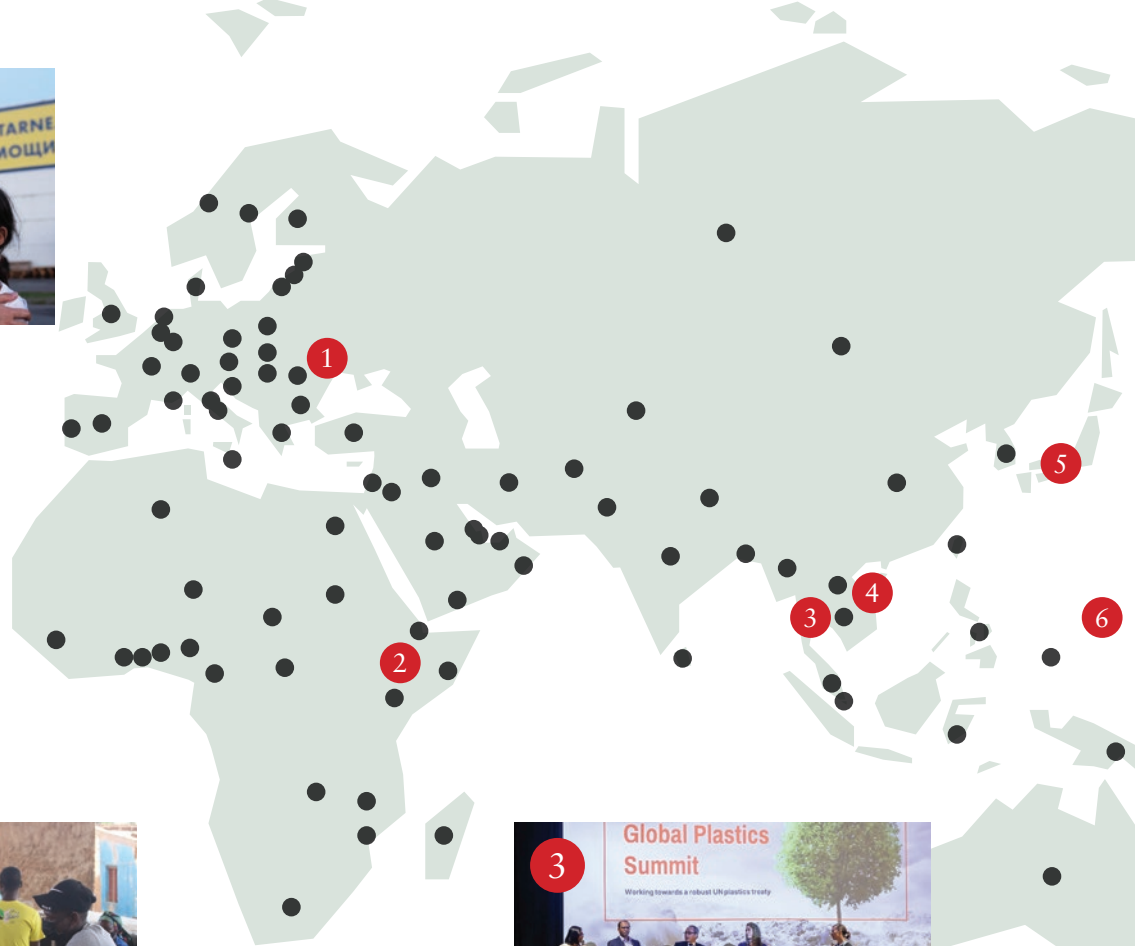 TARNE
МОЩИ
1
2
3
4
5
6
3
Global Plastics
Summit
Working towards a robust UN plastics treaty